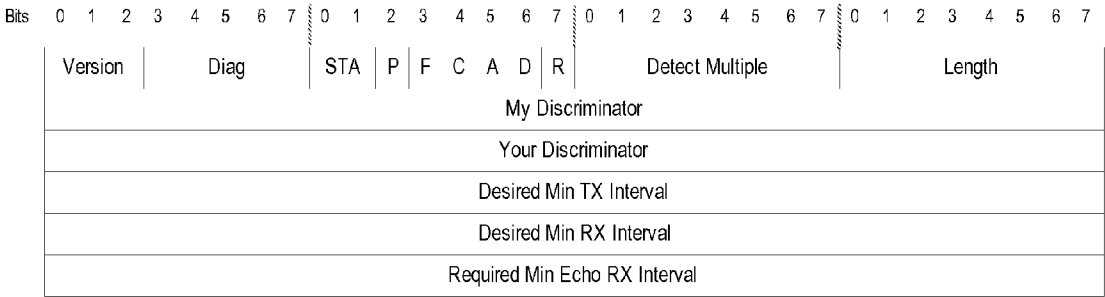 Bits 0 1 2 3 4 5 6 7 0 1 2 3 4 5 6 7 0 1 2 3 4 5 6 7 0 1 2 3 4 5 6 7
Version Diag STA P F C A D R Detect Multiple Length
My Discriminator
Your Discriminator
Desired Min TX Interval
Desired Min RX Interval
Required Min Echo RX Interval